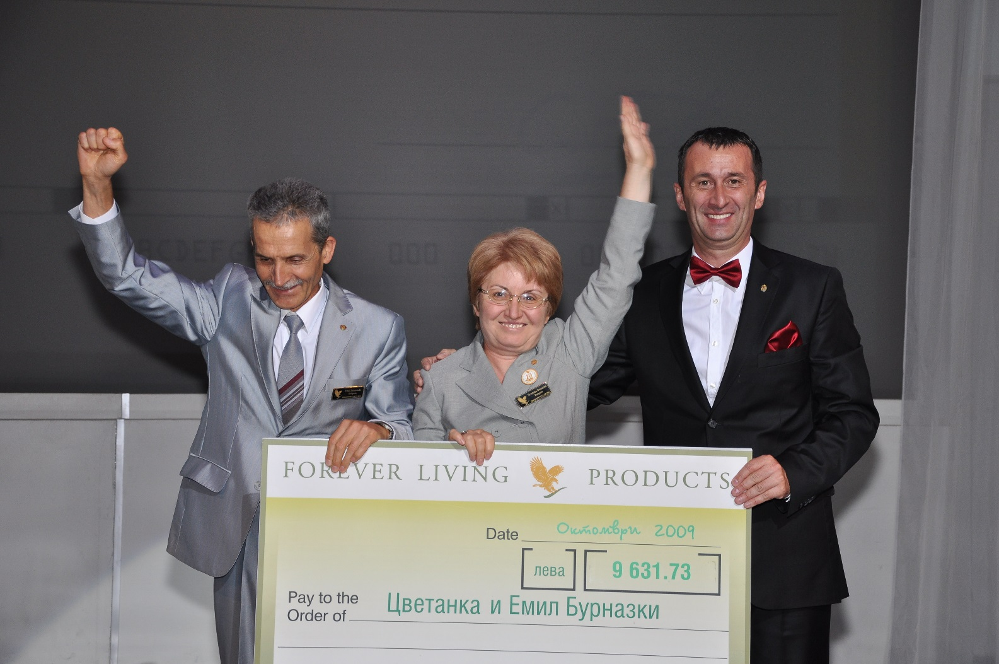 FOREVER LIVING PRODUCTS
Date Октомври 2009
лева 9 631.73
Pay to the
Order of Цветанка и Емил Бурназки